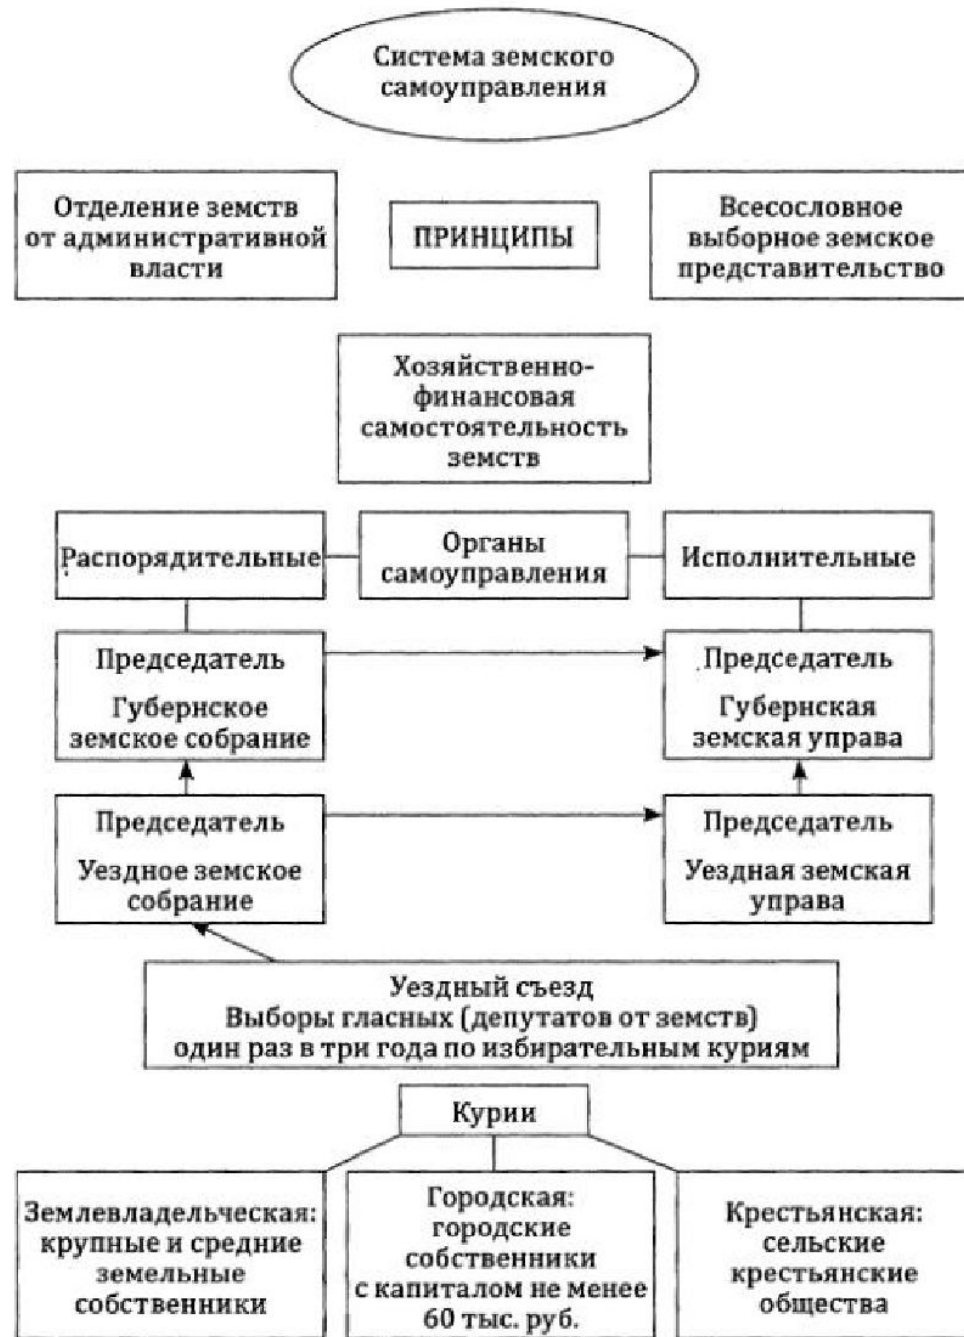 Система земского
самоуправления
Отделение земств
от административной
власти
ПРИНЦИПЫ
Всесословное
выборное земское
представительство
Хозяйственно-
финансовая
самостоятельность
земств
Распорядительные
Органы
самоуправления
Исполнительные
Председатель
Губернское
земское собрание
Председатель
Губернская
земская управа
Председатель
Уездное земское
собрание
Председатель
Уездная земская
управа
Уездный съезд
Выборы гласных (депутатов от земств)
один раз в три года по избирательным куриям
Курии
Землевладельческая:
крупные и средние
земельные
собственники
Городская:
городские
собственники
с капиталом не менее
60 тыс. руб.
Крестьянская:
сельские
крестьянские
общества